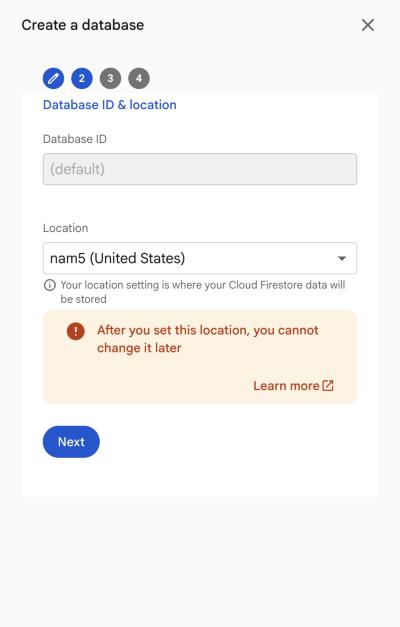 Create a database
2 3 4
Database ID & location
Database ID
(default)
Location
nam5 (United States)
Your location setting is where your Cloud Firestore data will
be stored
After you set this location, you cannot
change it later
Learn more
Next